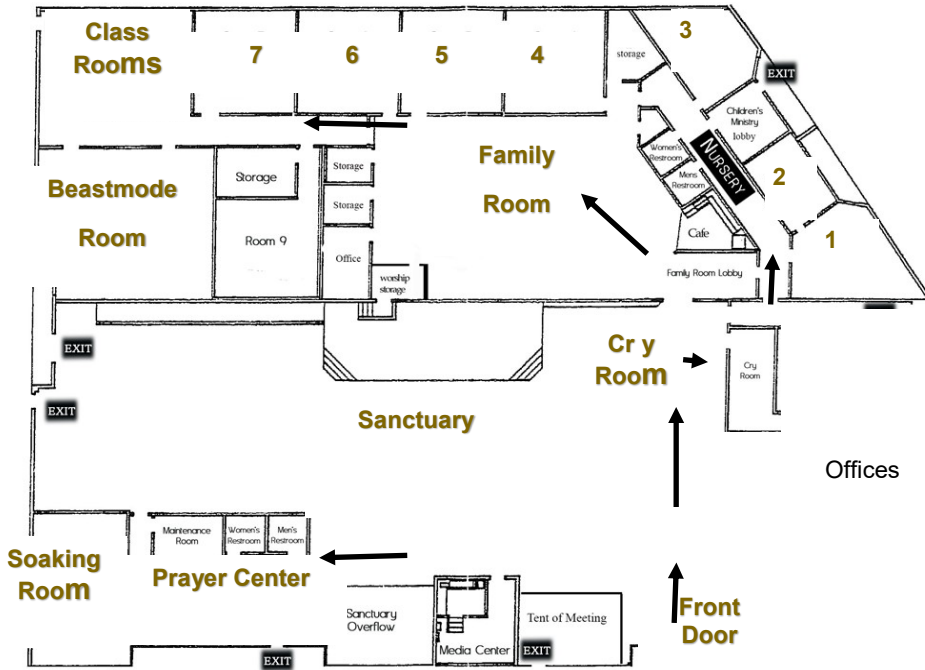 Class
Rooms
7
6
5
4
3
storage
EXIT
Children's
Ministry
lobby
Women's
Restroom
Mens
Restroom
NURSERY
2
1
Cafe
Family Room Lobby
Family
Room
Beastmode
Room
Storage
Room 9
Storage
Storage
Office
worship
storage
EXIT
EXIT
Cr y
Room
Cry
Room
Sanctuary
Offices
Soaking
Room
Maintenance
Room
Women's
Restroom
Men's
Restroom
Prayer Center
Sanctuary
Overflow
Media Center
Tent of Meeting
EXIT
EXIT
Front
Door